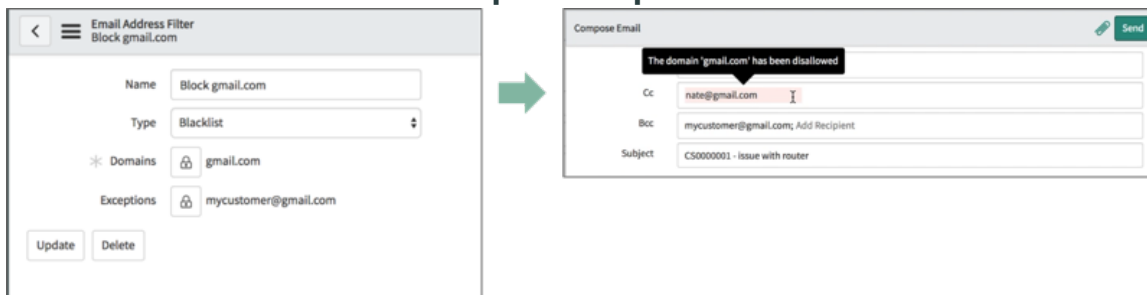 Email Address Filter
Block gmail.com
Name Block gmail.com
Type Blacklist
Domains gmail.com
Exceptions mycustomer@gmail.com
Update Delete
Compose Email Send
The domain 'gmail.com' has been disallowed
Cc nate@gmail.com
Bcc mycustomer@gmail.com; Add Recipient
Subject CS0000001 - issue with router